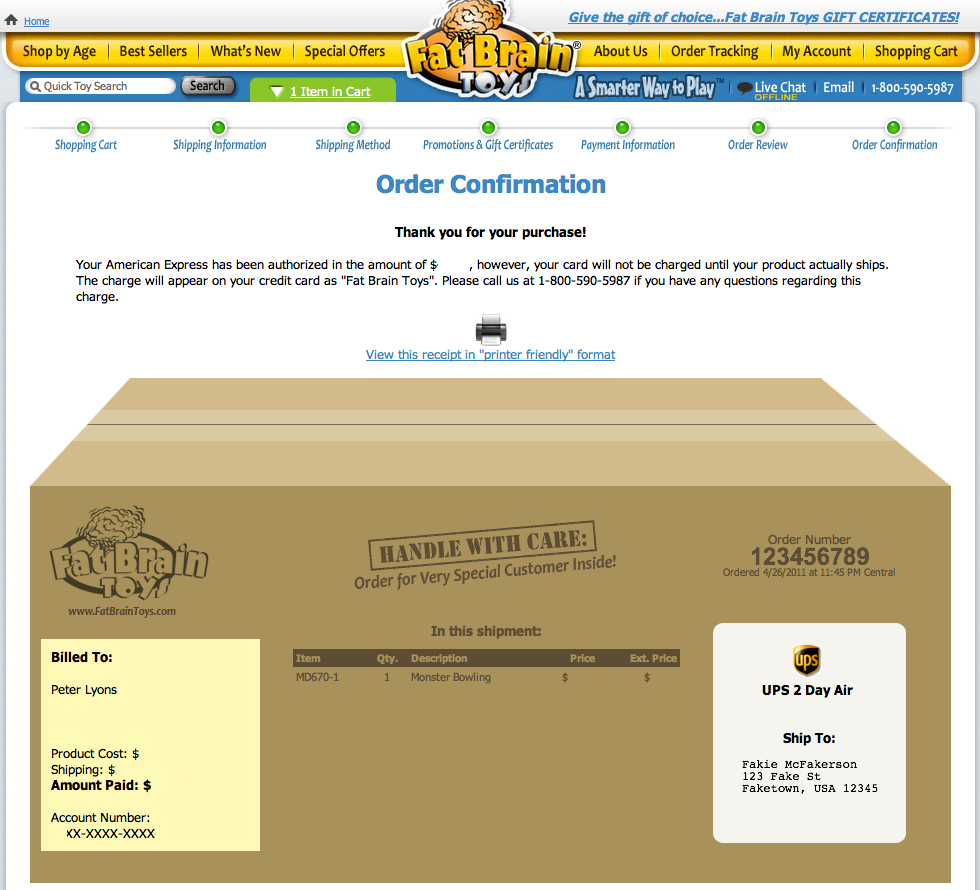 Home
Give the gift of choice...Fat Brain Toys GIFT CERTIFICATES!
Shop by Age Best Sellers What's New Special Offers
Fat Brain®
TOYS
About Us Order Tracking My Account Shopping Cart
Quick Toy Search Search
1 Item in Cart
A Smarter Way to Play™
Live Chat
OFFLINE
Email 1-800-590-5987
Shopping Cart Shipping Information Shipping Method Promotions & Gift Certificates Payment Information Order Review Order Confirmation
Order Confirmation
Thank you for your purchase!
Your American Express has been authorized in the amount of $ , however, your card will not be charged until your product actually ships.
The charge will appear on your credit card as "Fat Brain Toys". Please call us at 1-800-590-5987 if you have any questions regarding this
charge.
View this receipt in "printer friendly" format
Fat Brain
TOYS
www.FatBrainToys.com
HANDLE WITH CARE:
Order for Very Special Customer Inside!
Order Number
123456789
Ordered 4/26/2011 at 11:45 PM Central
Billed To:
Peter Lyons
Product Cost: $
Shipping: $
Amount Paid: $
Account Number:
XX-XXXX-XXXX
In this shipment:
Item Qty. Description Price Ext. Price
MD670-1 1 Monster Bowling $ $
ups
UPS 2 Day Air
Ship To:
Fakie McFakerson
123 Fake St
Faketown, USA 12345